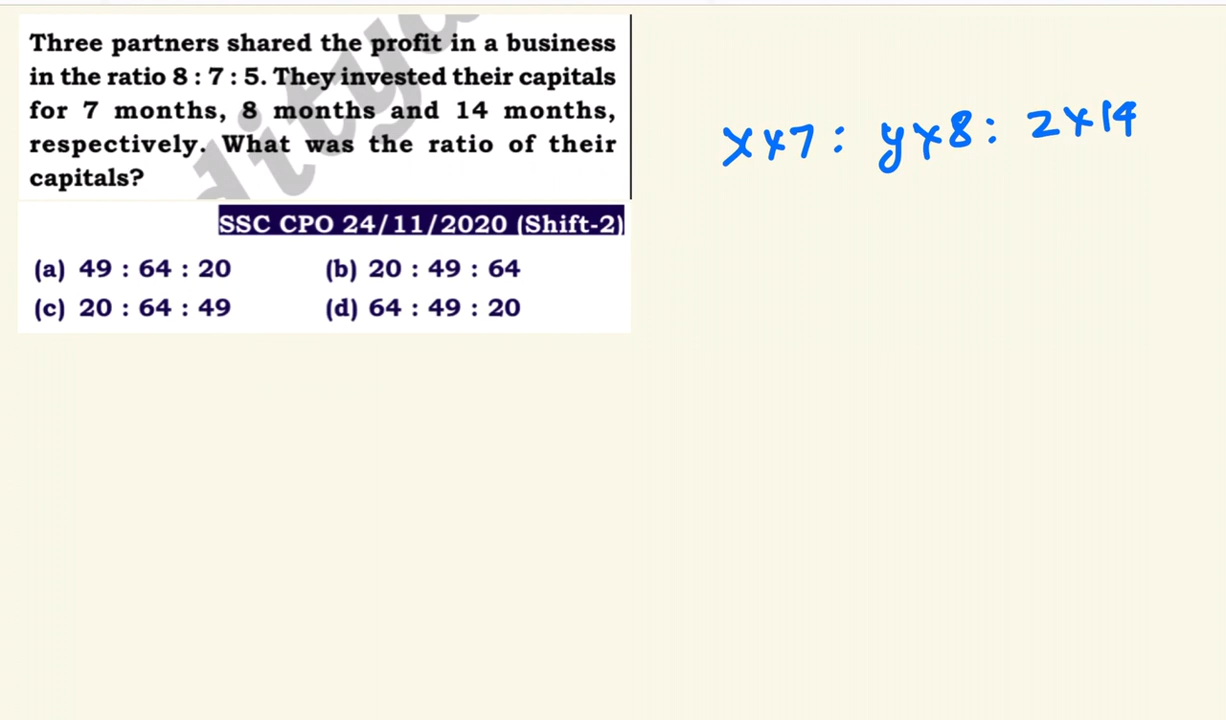 Three partners shared the profit in a business
in the ratio 8 : 7 : 5. They invested their capitals
for 7 months, 8 months and 14 months,
respectively. What was the ratio of their
capitals?
SSC CPO 24/11/2020 (Shift-2)
(a) 49 : 64 : 20 (b) 20 : 49 : 64
(c) 20 : 64 : 49 (d) 64 : 49 : 20
x×7 : y×8 : z×14